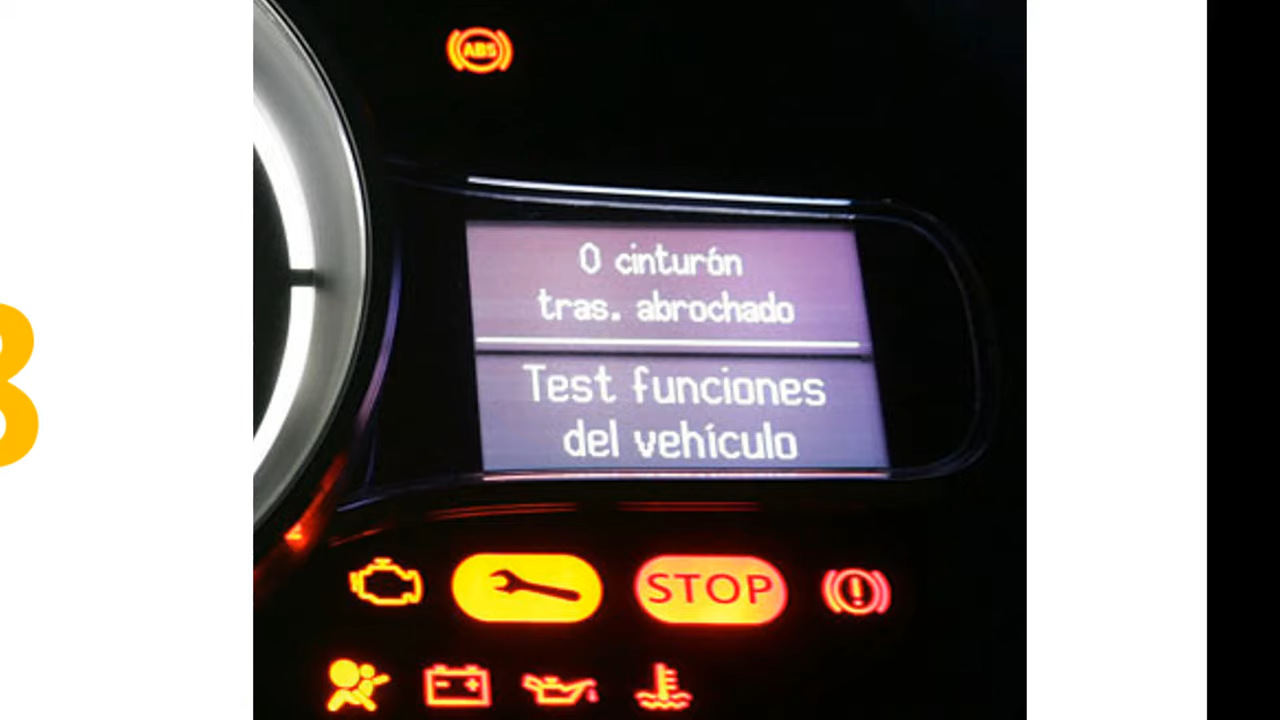 ABS
0 cinturón
tras. abrochado
Test funciones
del vehículo
STOP